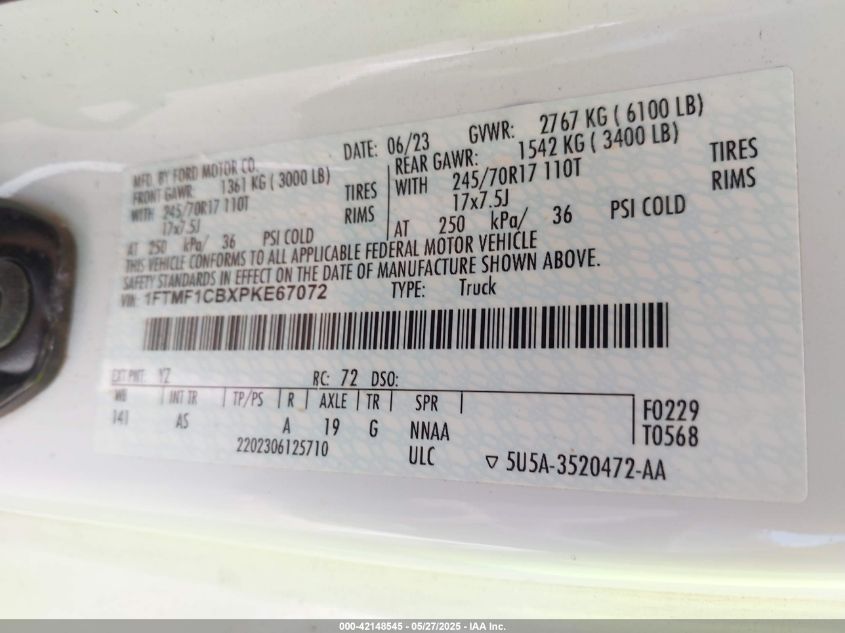 MFD. BY FORD MOTOR CO. DATE: 06/23 GVWR: 2767 KG ( 6100 LB)
FRONT GAWR: 1361 KG ( 3000 LB) REAR GAWR: 1542 KG ( 3400 LB)
WITH 245/70R17 110T TIRES WITH 245/70R17 110T TIRES
17x7.5J RIMS 17x7.5J RIMS
AT 250 kPa/ 36 PSI COLD AT 250 kPa/ 36 PSI COLD
THIS VEHICLE CONFORMS TO ALL APPLICABLE FEDERAL MOTOR VEHICLE
SAFETY STANDARDS IN EFFECT ON THE DATE OF MANUFACTURE SHOWN ABOVE.
VIN: 1FTMF1CBXPKE67072 TYPE: Truck
EXT PNT: YZ RC: 72 DSO:
WB INT TR TP/PS R AXLE TR SPR
141 AS A 19 G NNAA
F0229
T0568
2202306125710 ULC ▽ 5U5A-3520472-AA
000-42148545 - 05/27/2025 - IAA Inc.